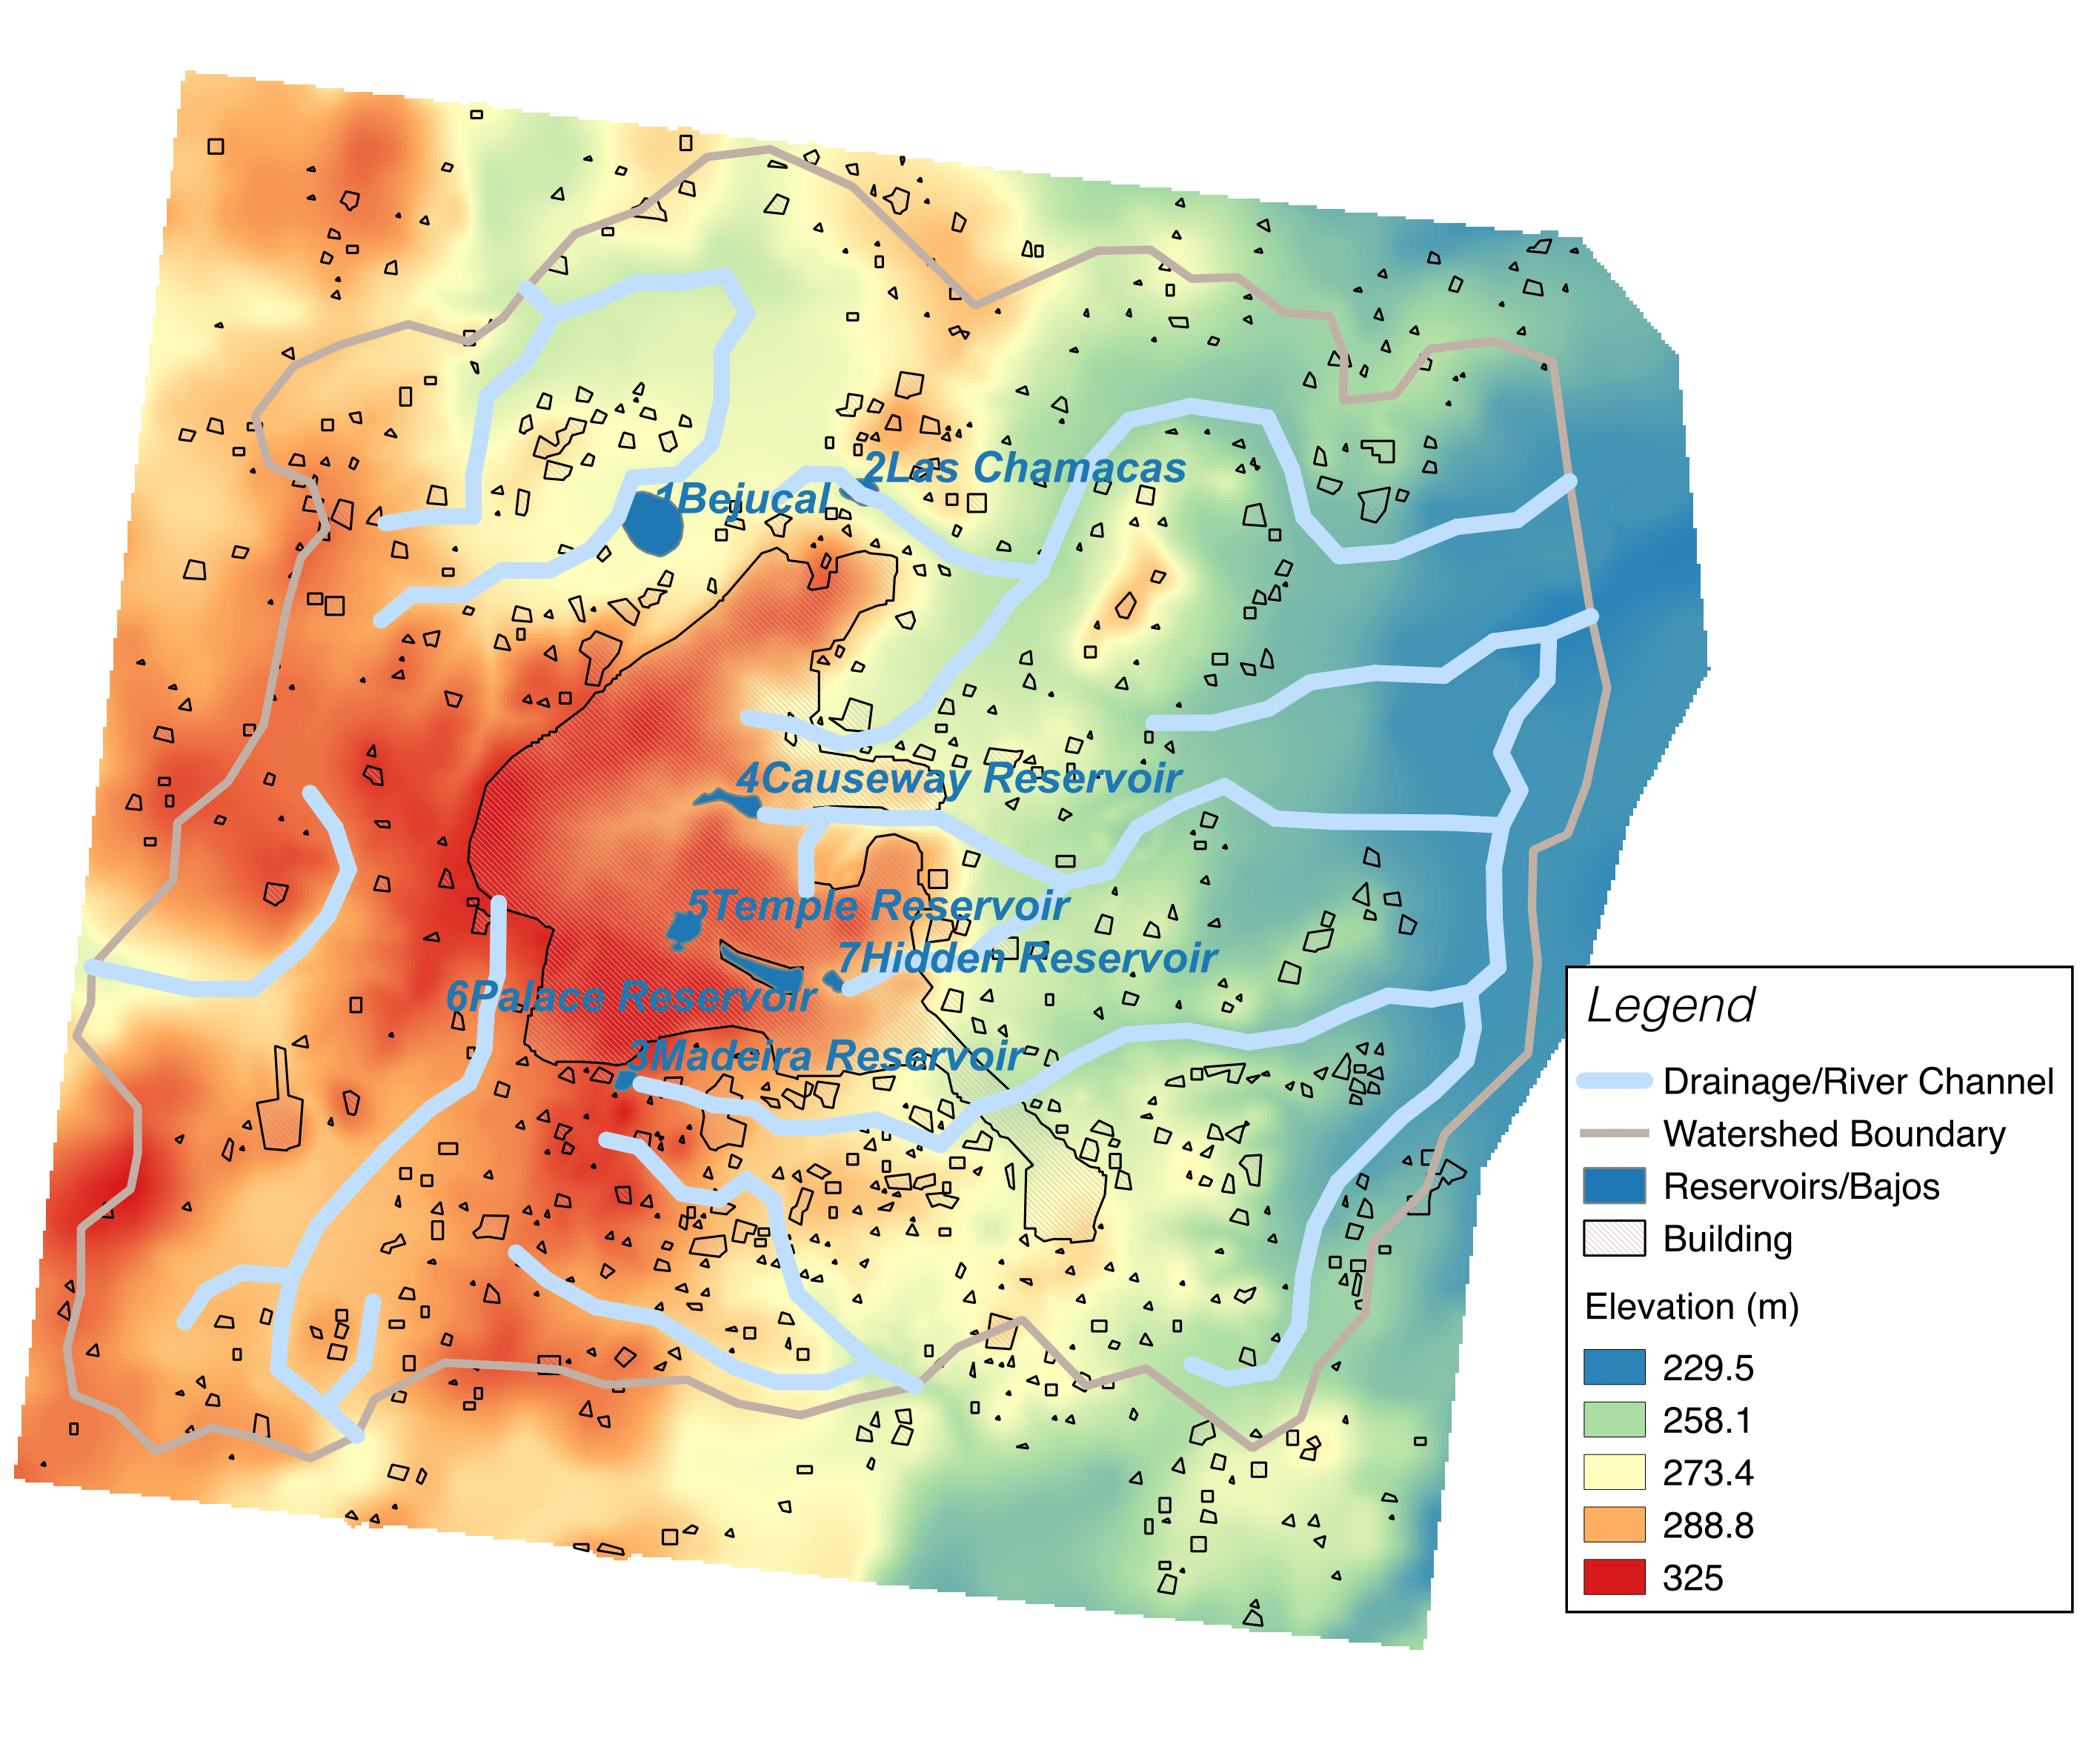 2Las Chamacas
1Bejucal
4Causeway Reservoir
5Temple Reservoir
7Hidden Reservoir
6Palace Reservoir
3Madeira Reservoir
Legend
Drainage/River Channel
Watershed Boundary
Reservoirs/Bajos
Building
Elevation (m)
229.5
258.1
273.4
288.8
325